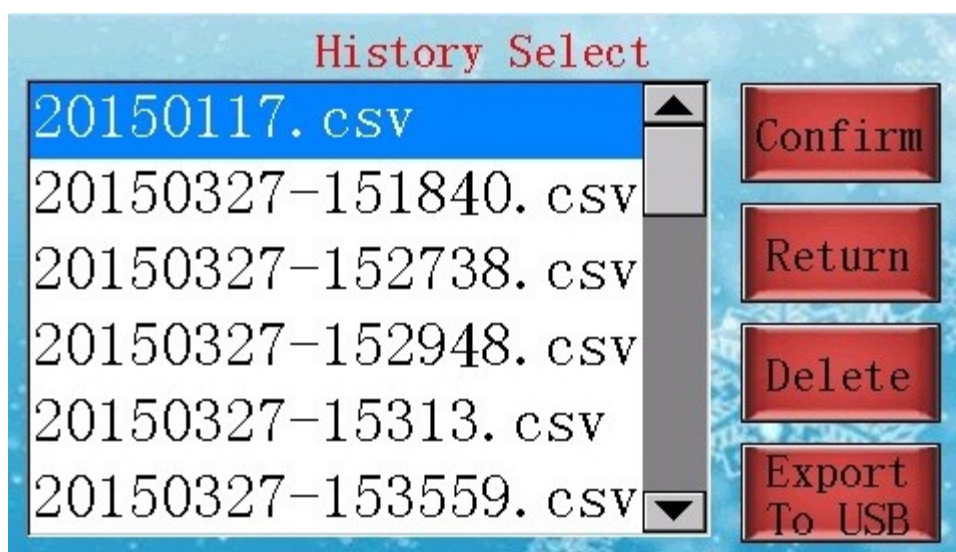 History Select
20150117.csv
20150327-151840.csv
20150327-152738.csv
20150327-152948.csv
20150327-15313.csv
20150327-153559.csv
Confirm
Return
Delete
Export
To USB